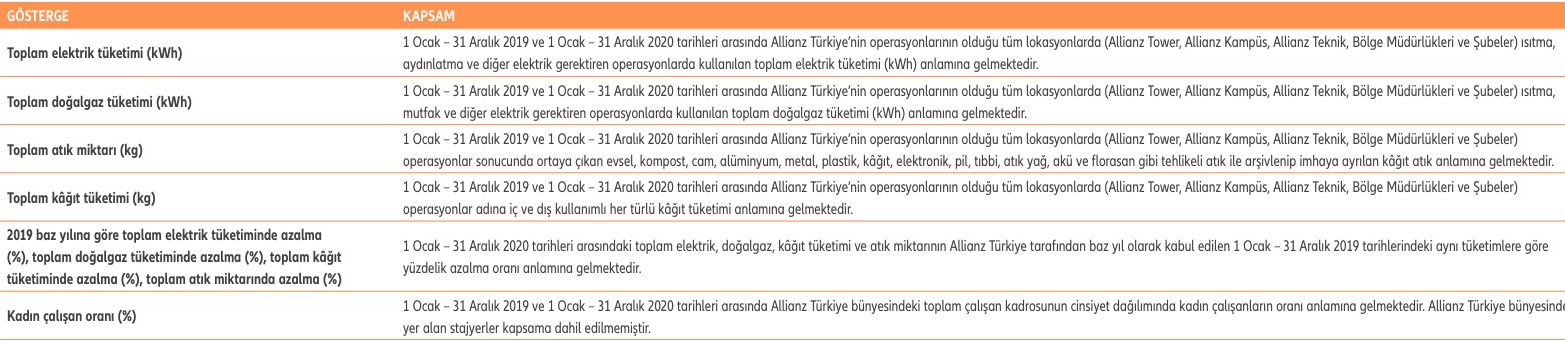 GÖSTERGE KAPSAM
Toplam elektrik tüketimi (kWh)
1 Ocak – 31 Aralık 2019 ve 1 Ocak – 31 Aralık 2020 tarihleri arasında Allianz Türkiye’nin operasyonlarının olduğu tüm lokasyonlarda (Allianz Tower, Allianz Kampüs, Allianz Teknik, Bölge Müdürlükleri ve Şubeler) ısıtma,
aydınlatma ve diğer elektrik gerektiren operasyonlarda kullanılan toplam elektrik tüketimi (kWh) anlamına gelmektedir.
Toplam doğalgaz tüketimi (kWh)
1 Ocak – 31 Aralık 2019 ve 1 Ocak – 31 Aralık 2020 tarihleri arasında Allianz Türkiye’nin operasyonlarının olduğu tüm lokasyonlarda (Allianz Tower, Allianz Kampüs, Allianz Teknik, Bölge Müdürlükleri ve Şubeler) ısıtma,
mutfak ve diğer elektrik gerektiren operasyonlarda kullanılan toplam doğalgaz tüketimi (kWh) anlamına gelmektedir.
Toplam atık miktarı (kg)
1 Ocak – 31 Aralık 2019 ve 1 Ocak – 31 Aralık 2020 tarihleri arasında Allianz Türkiye’nin operasyonlarının olduğu tüm lokasyonlarda (Allianz Tower, Allianz Kampüs, Allianz Teknik, Bölge Müdürlükleri ve Şubeler)
operasyonlar sonucunda ortaya çıkan evsel, kompost, cam, alüminyum, metal, plastik, kâğıt, elektronik, pil, tıbbi, atık yağ, akü ve florasan gibi tehlikeli atık ile arşivlenip imhaya ayrılan kâğıt atık anlamına gelmektedir.
Toplam kâğıt tüketimi (kg)
1 Ocak – 31 Aralık 2019 ve 1 Ocak – 31 Aralık 2020 tarihleri arasında Allianz Türkiye’nin operasyonlarının olduğu tüm lokasyonlarda (Allianz Tower, Allianz Kampüs, Allianz Teknik, Bölge Müdürlükleri ve Şubeler)
operasyonlar adına iç ve dış kullanımlı her türlü kâğıt tüketimi anlamına gelmektedir.
2019 baz yılına göre toplam elektrik tüketiminde azalma
(%), toplam doğalgaz tüketiminde azalma (%), toplam kâğıt
tüketiminde azalma (%), toplam atık miktarında azalma (%)
1 Ocak – 31 Aralık 2020 tarihleri arasındaki toplam elektrik, doğalgaz, kâğıt tüketimi ve atık miktarının Allianz Türkiye tarafından baz yıl olarak kabul edilen 1 Ocak – 31 Aralık 2019 tarihlerindeki aynı tüketimlere göre
yüzdelik azalma oranı anlamına gelmektedir.
Kadın çalışan oranı (%)
1 Ocak – 31 Aralık 2019 ve 1 Ocak – 31 Aralık 2020 tarihleri arasında Allianz Türkiye bünyesindeki toplam çalışan kadrosunun cinsiyet dağılımında kadın çalışanların oranı anlamına gelmektedir. Allianz Türkiye bünyesinde
yer alan stajyerler kapsama dahil edilmemiştir.